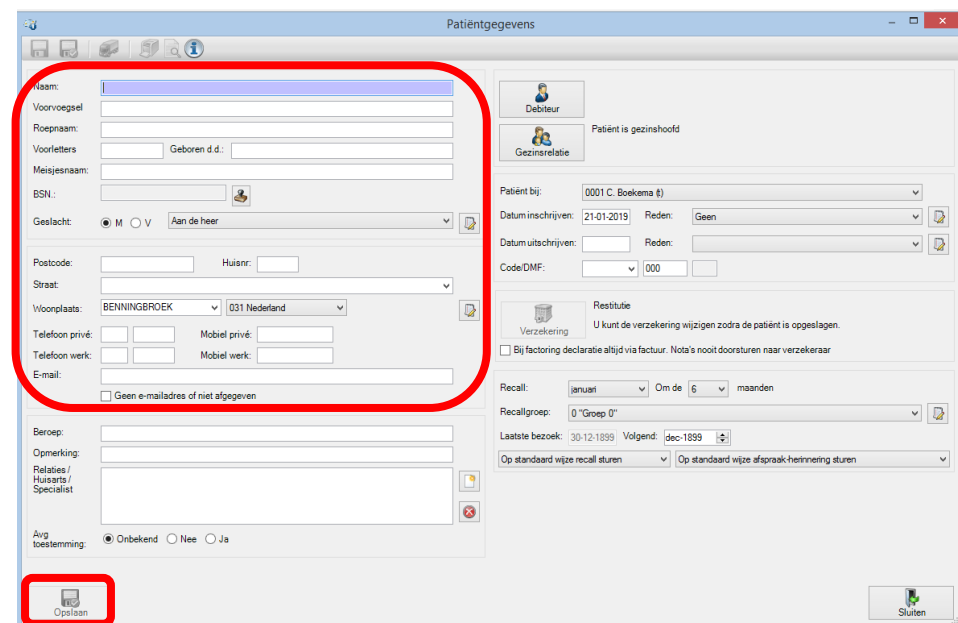 Patiëntgegevens
Naam:
Voorvoegsel
Roepnaam:
Voorletters Geboren d.d.:
Meisjesnaam:
BSN.:
Geslacht: M V Aan de heer
Postcode: Huisnr:
Straat:
Woonplaats: BENNINGBROEK 031 Nederland
Telefoon privé: Mobiel privé:
Telefoon werk: Mobiel werk:
E-mail:
Geen e-mailadres of niet afgegeven
Beroep:
Opmerking:
Relaties /
Huisarts /
Specialist
Avg
toestemming: Onbekend Nee Ja
Opslaan
Debiteur
Gezinsrelatie Patiënt is gezinshoofd
Patiënt bij: 0001 C. Boekema (t)
Datum inschrijven: 21-01-2019 Reden: Geen
Datum uitschrijven: Reden:
Code/DMF: 000
Restitutie
Verzekering U kunt de verzekering wijzigen zodra de patiënt is opgeslagen.
Bij factoring declaratie altijd via factuur. Nota's nooit doorsturen naar verzekeraar
Recall: januari Om de 6 maanden
Recallgroep: 0 "Groep 0"
Laatste bezoek: 30-12-1899 Volgend: dec-1899
Op standaard wijze recall sturen Op standaard wijze afspraak-herinnering sturen
Sluiten